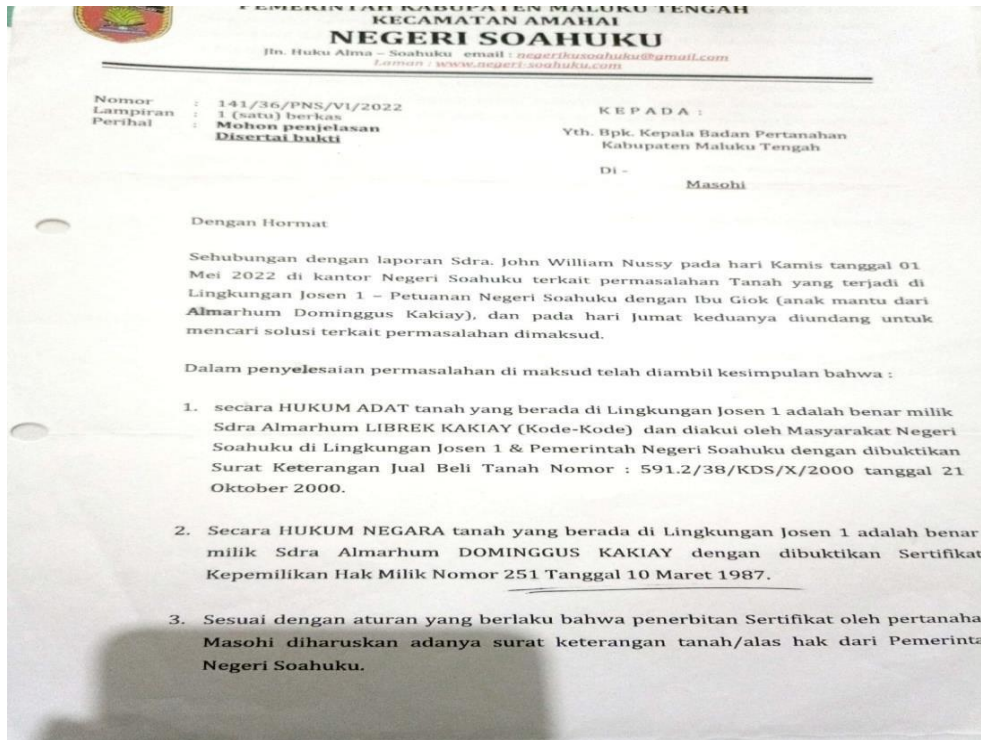 PEMERINTAH KABUPATEN MALUKU TENGAH
KECAMATAN AMAHAI
NEGERI SOAHUKU
Jln. Huku Alma – Soahuku email : negerikusoahuku@gmail.com
Laman : www.negeri-soahuku.com
Nomor : 141/36/PNS/VI/2022
Lampiran : 1 (satu) berkas
Perihal : Mohon penjelasan
Disertai bukti
KEPADA :
Yth. Bpk. Kepala Badan Pertanahan
Kabupaten Maluku Tengah
Di -
Masohi
Dengan Hormat
Sehubungan dengan laporan Sdra. John William Nussy pada hari Kamis tanggal 01
Mei 2022 di kantor Negeri Soahuku terkait permasalahan Tanah yang terjadi di
Lingkungan Josen 1 – Petuanan Negeri Soahuku dengan Ibu Giok (anak mantu dari
Almarhum Dominggus Kakiay), dan pada hari Jumat keduanya diundang untuk
mencari solusi terkait permasalahan dimaksud.
Dalam penyelesaian permasalahan di maksud telah diambil kesimpulan bahwa :
1. secara HUKUM ADAT tanah yang berada di Lingkungan Josen 1 adalah benar milik
Sdra Almarhum LIBREK KAKIAY (Kode-Kode) dan diakui oleh Masyarakat Negeri
Soahuku di Lingkungan Josen 1 & Pemerintah Negeri Soahuku dengan dibuktikan
Surat Keterangan Jual Beli Tanah Nomor : 591.2/38/KDS/X/2000 tanggal 21
Oktober 2000.
2. Secara HUKUM NEGARA tanah yang berada di Lingkungan Josen 1 adalah benar
milik Sdra Almarhum DOMINGGUS KAKIAY dengan dibuktikan Sertifikat
Kepemilikan Hak Milik Nomor 251 Tanggal 10 Maret 1987.
3. Sesuai dengan aturan yang berlaku bahwa penerbitan Sertifikat oleh pertanaha
Masohi diharuskan adanya surat keterangan tanah/alas hak dari Pemerinta
Negeri Soahuku.